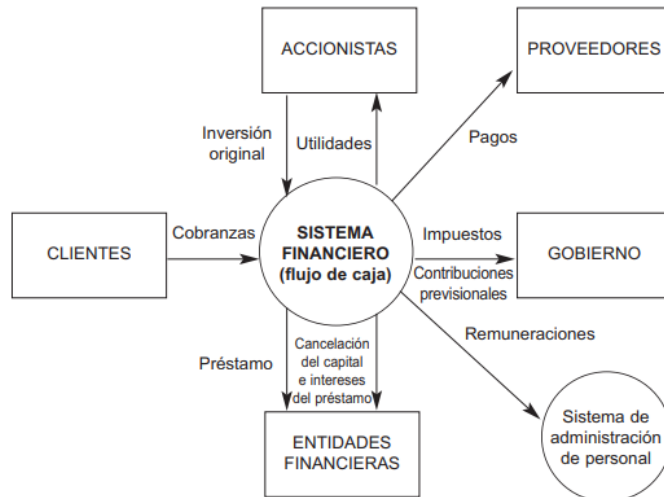 ACCIONISTAS
PROVEEDORES
Inversión
original
Utilidades
Pagos
CLIENTES
Cobranzas
SISTEMA
FINANCIERO
(flujo de caja)
Impuestos
Contribuciones
previsionales
GOBIERNO
Préstamo
Cancelación
del capital
e intereses
del préstamo
Remuneraciones
ENTIDADES
FINANCIERAS
Sistema de
administración
de personal